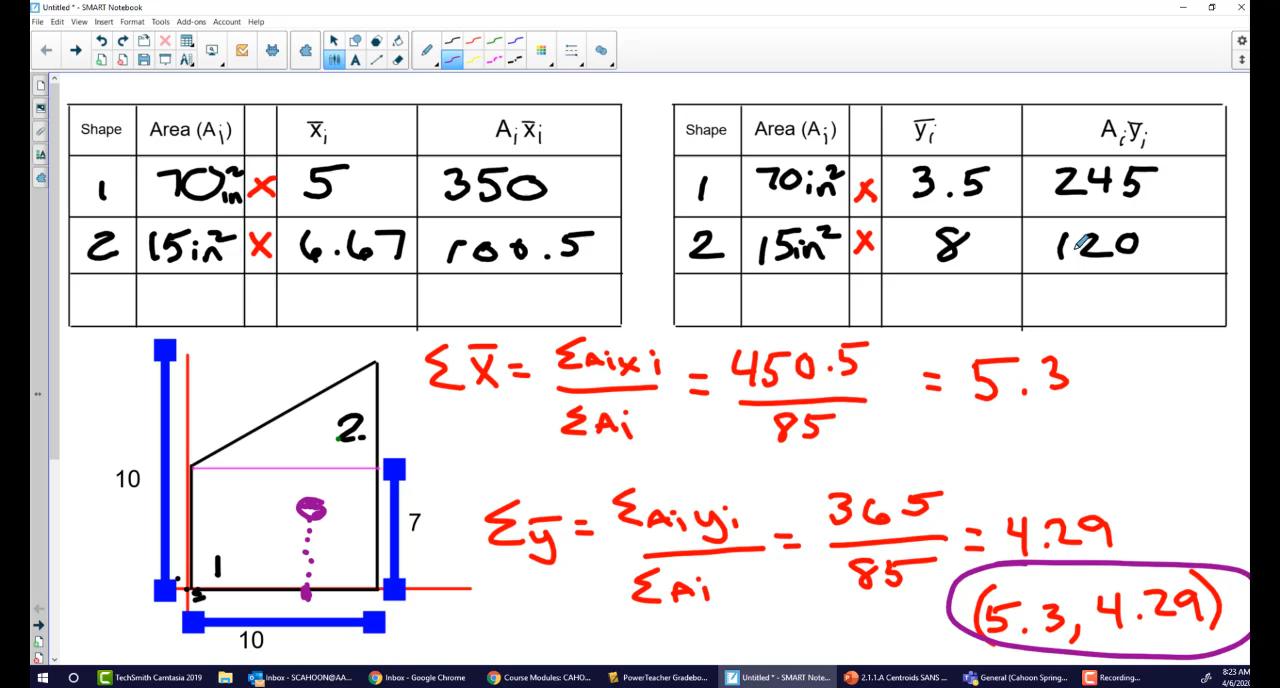 Untitled * - SMART Notebook
File Edit View Insert Format Tools Add-ons Account Help
Shape Area (Ai) x̄i Ai x̄i
1 70in² × 5 350
2 15in² × 6.67 100.5
Shape Area (Ai) ȳi Ai ȳi
1 70in² × 3.5 245
2 15in² × 8 120
Σx̄ = ΣAixi / ΣAi = 450.5 / 85 = 5.3
10
2.
7
1
10
Σȳ = ΣAiyi / ΣAi = 365 / 85 = 4.29
(5.3, 4.29)
TechSmith Camtasia 2019
Inbox - SCAHOON@AA...
Inbox - Google Chrome
Course Modules: CAHO...
PowerTeacher Gradebo...
Untitled * - SMART Note...
2.1.1.A Centroids SANS ...
General (Cahoon Spring...
Recording...
8:23 AM
4/6/2020